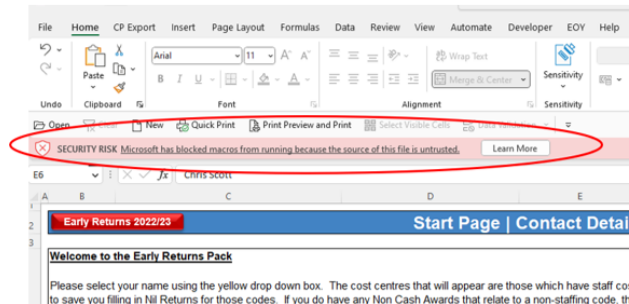 File Home CP Export Insert Page Layout Formulas Data Review View Automate Developer EOY Help
Arial 11 A A Wrap Text
Paste B I U A Merge & Center Sensitivity
Undo Clipboard Font Alignment Sensitivity
Open Clear New Quick Print Print Preview and Print Select Visible Cells Data Validation
SECURITY RISK Microsoft has blocked macros from running because the source of this file is untrusted. Learn More
E6 fx Chris Scott
A B C D E
2 Early Returns 2022/23 Start Page | Contact Detai
3
Welcome to the Early Returns Pack
Please select your name using the yellow drop down box. The cost centres that will appear are those which have staff cos
to save you filling in Nil Returns for those codes. If you do have any Non Cash Awards that relate to a non-staffing code, th